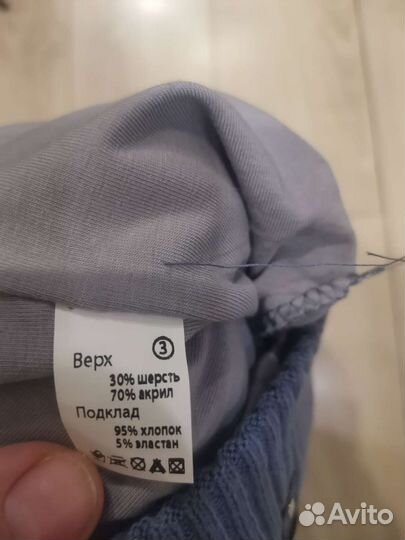 Верх ③
30% шерсть
70% акрил
Подклад
95% хлопок
5% эластан
Avito